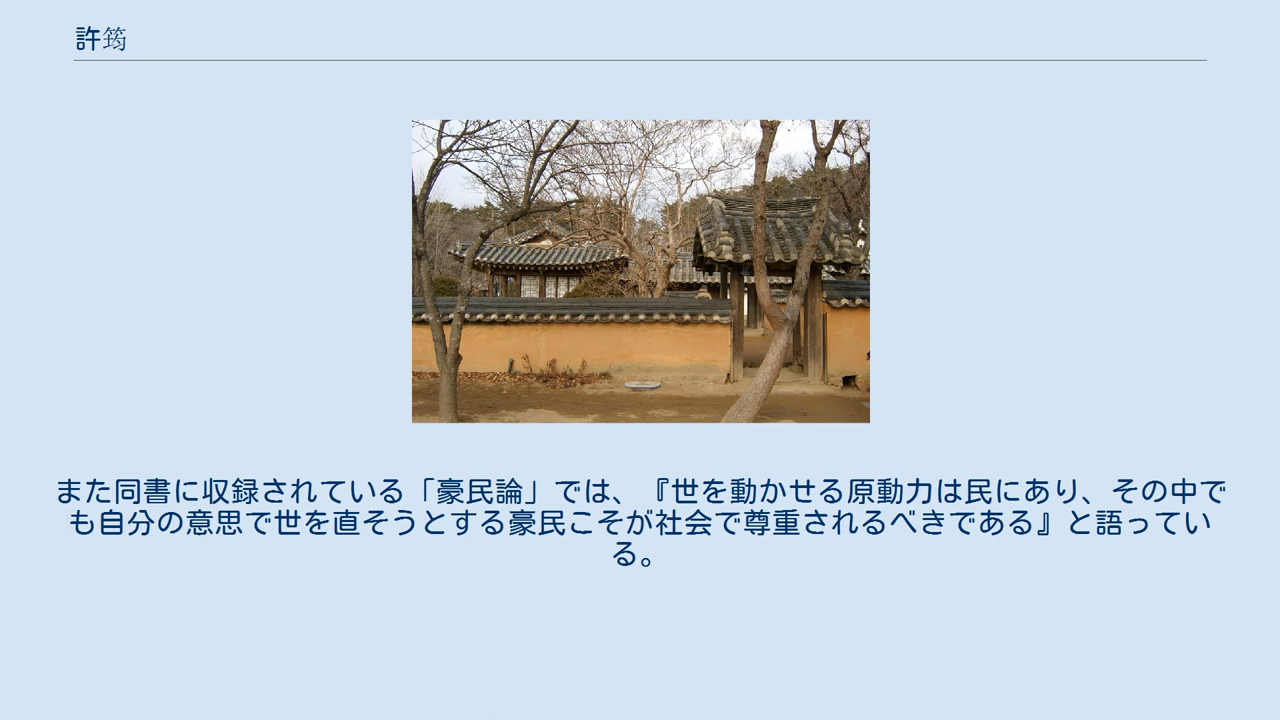 許筠
また同書に収録されている「豪民論」では、『世を動かせる原動力は民にあり、その中で
も自分の意思で世を直そうとする豪民こそが社会で尊重されるべきである』と語ってい
る。